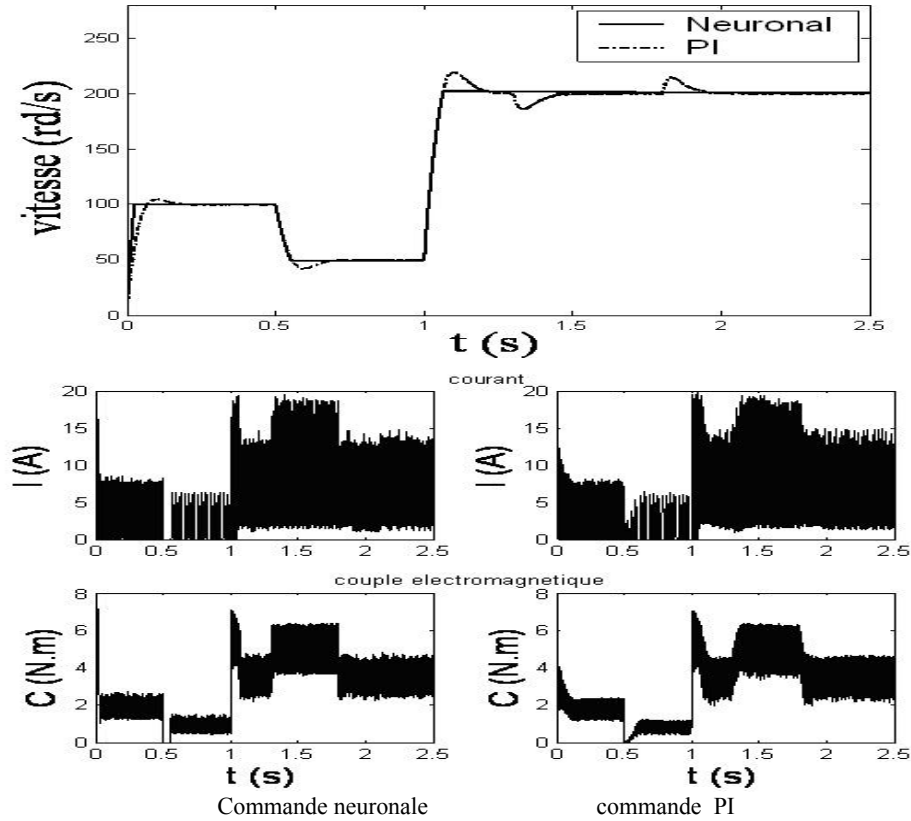 250
200
150
100
50
0
vitesse (rd/s)
Neuronal
PI
0 0.5 1 1.5 2 2.5
t (s)
courant
20
15
10
5
0
I (A)
0 0.5 1 1.5 2 2.5
20
15
10
5
0
I (A)
0 0.5 1 1.5 2 2.5
couple electromagnetique
8
6
4
2
0
C (N.m)
0 0.5 1 1.5 2 2.5
t (s)
8
6
4
2
0
C (N.m)
0 0.5 1 1.5 2 2.5
t (s)
Commande neuronale commande PI